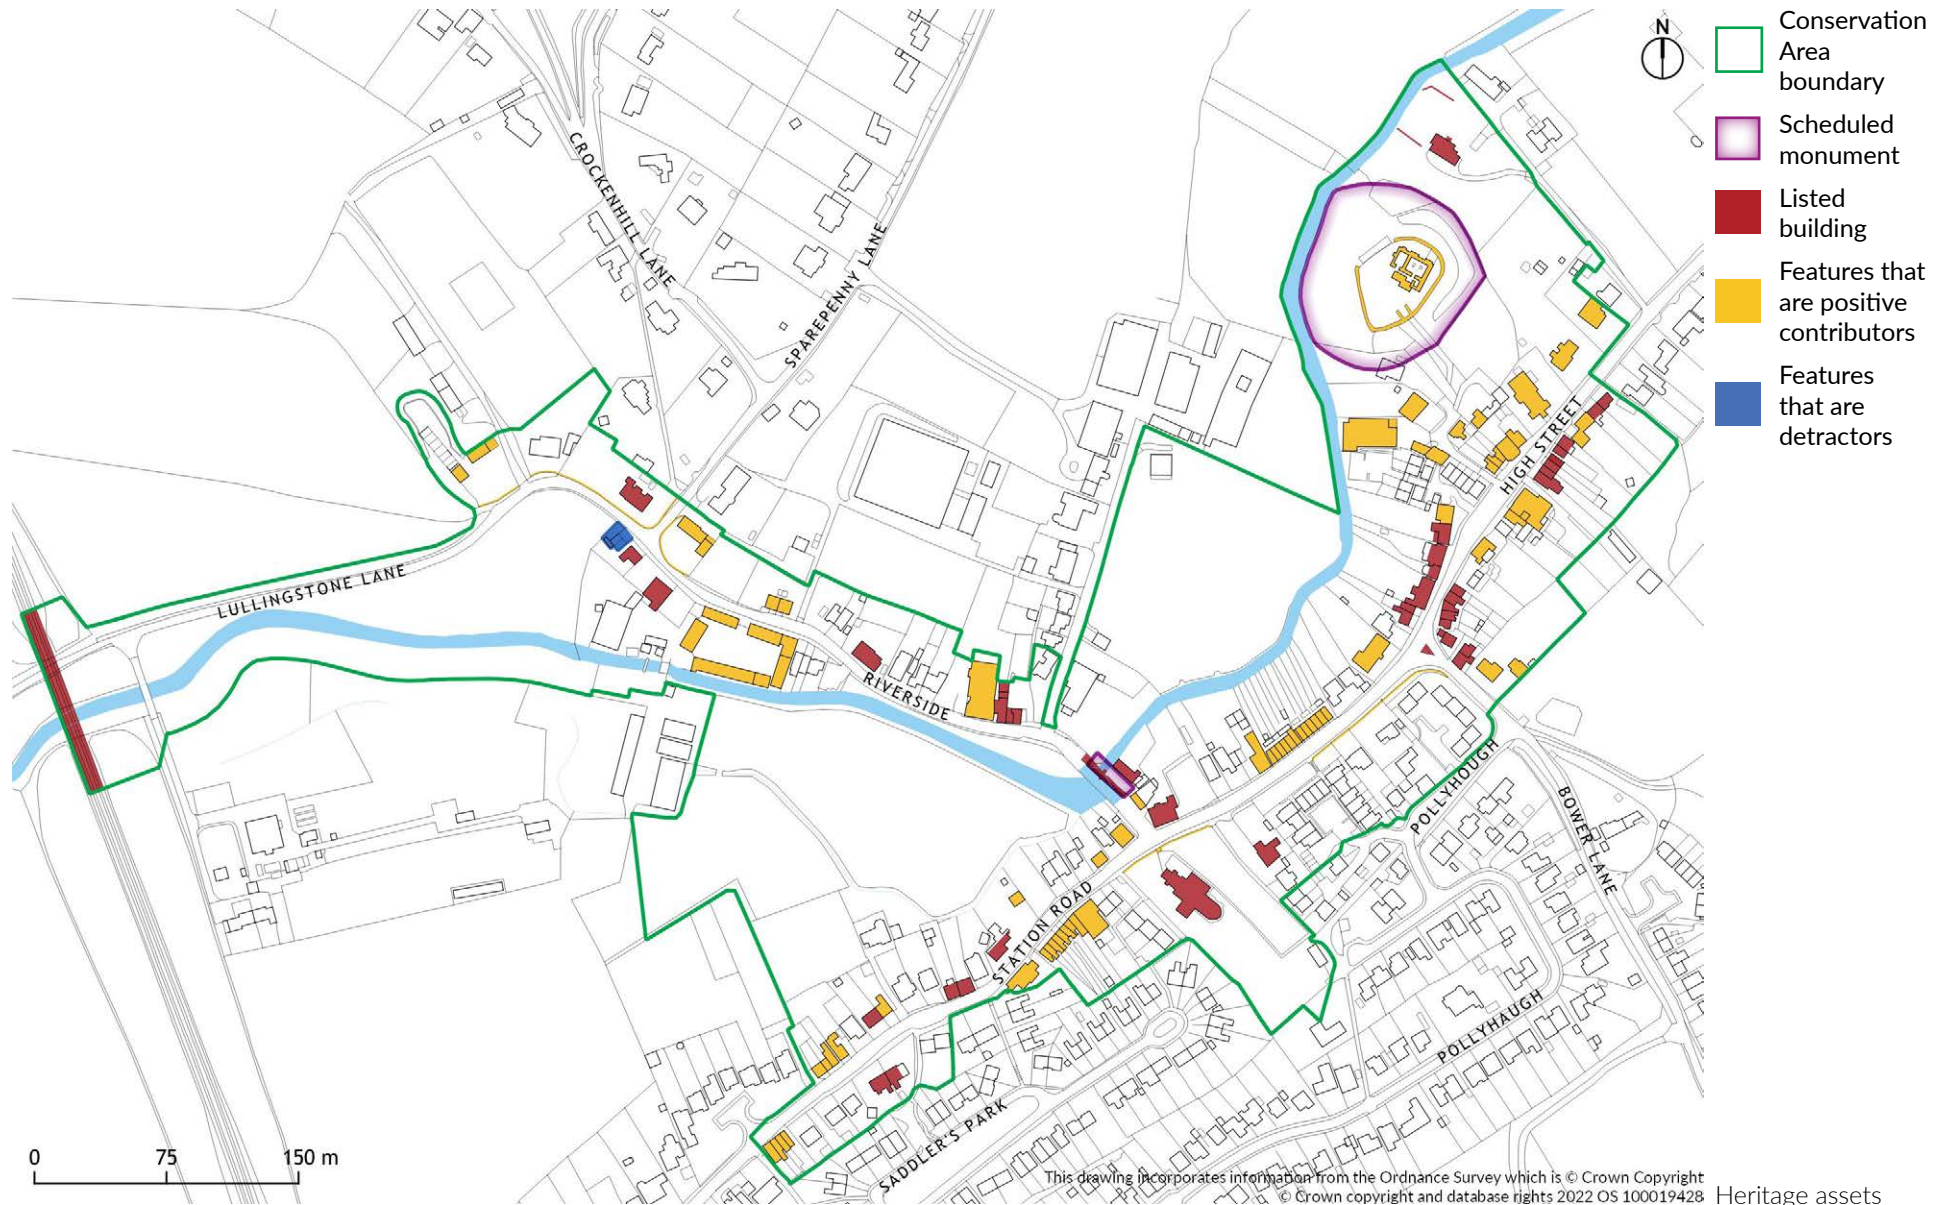 N
CROCKENHILL LANE
SPAREPENNY LANE
HIGH STREET
LULLINGSTONE LANE
RIVERSIDE
POLLYHOUGH
BOWER LANE
STATION ROAD
POLLYHAUGH
SADDLER'S PARK
0 75 150 m
This drawing incorporates information from the Ordnance Survey which is © Crown Copyright
© Crown copyright and database rights 2022 OS 100019428
Conservation
Area
boundary
Scheduled
monument
Listed
building
Features that
are positive
contributors
Features
that are
detractors
Heritage assets